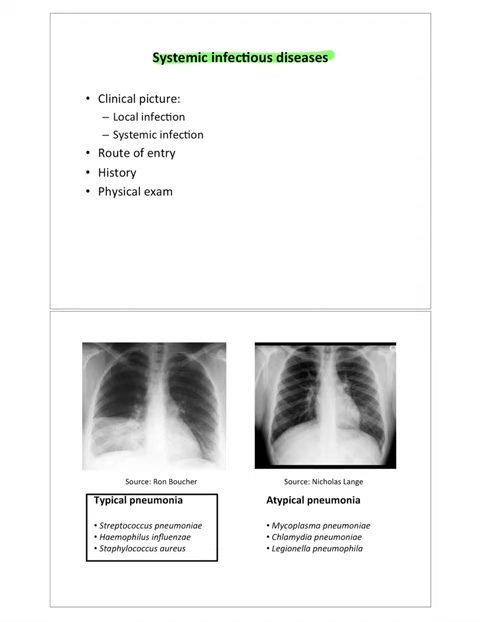 Systemic infectious diseases
• Clinical picture:
– Local infection
– Systemic infection
• Route of entry
• History
• Physical exam
Source: Ron Boucher
Source: Nicholas Lange
Typical pneumonia
• Streptococcus pneumoniae
• Haemophilus influenzae
• Staphylococcus aureus
Atypical pneumonia
• Mycoplasma pneumoniae
• Chlamydia pneumoniae
• Legionella pneumophila